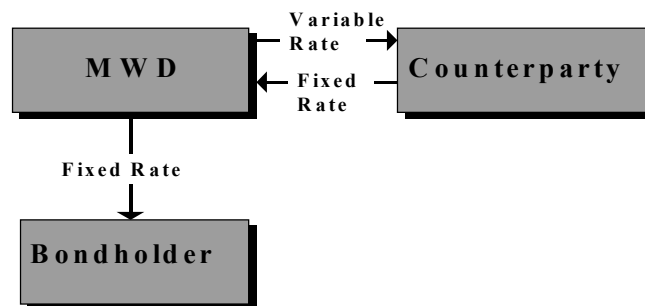 Variable
Rate
MWD
Counterparty
Fixed
Rate
Fixed Rate
Bondholder